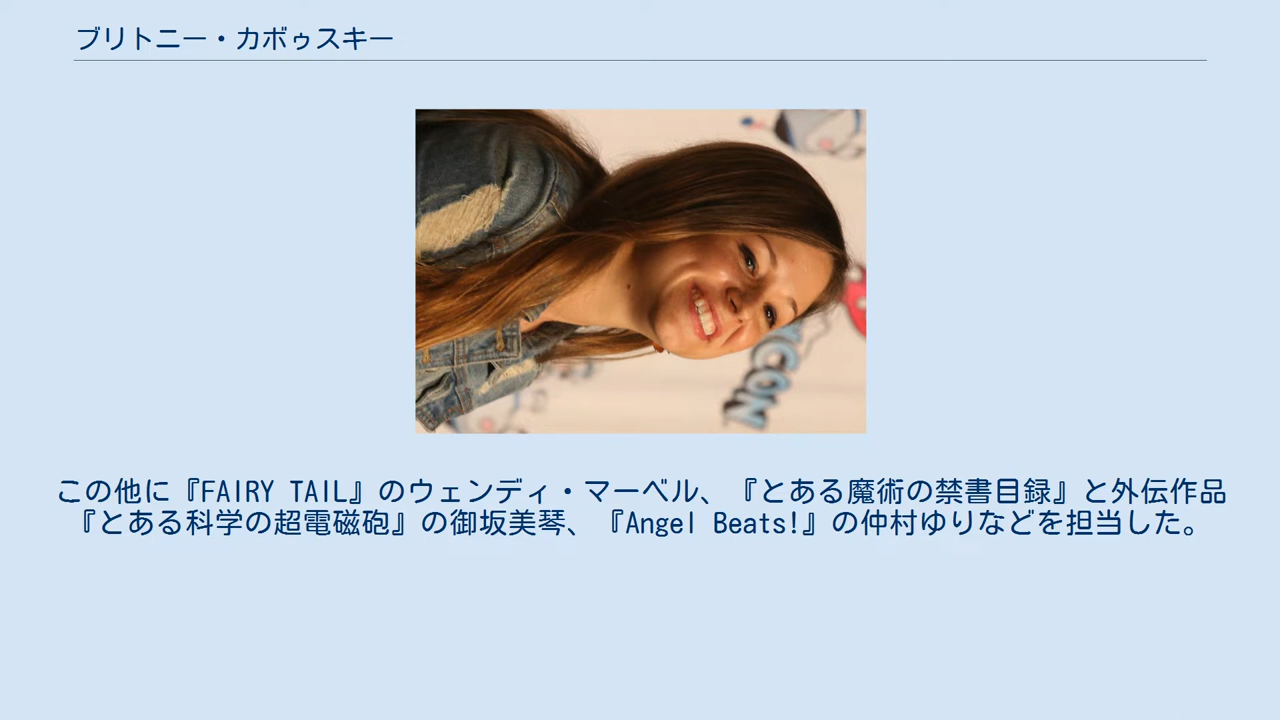 ブリトニー・カボゥスキー
CON
この他に『FAIRY TAIL』のウェンディ・マーベル、『とある魔術の禁書目録』と外伝作品
『とある科学の超電磁砲』の御坂美琴、『Angel Beats!』の仲村ゆりなどを担当した。